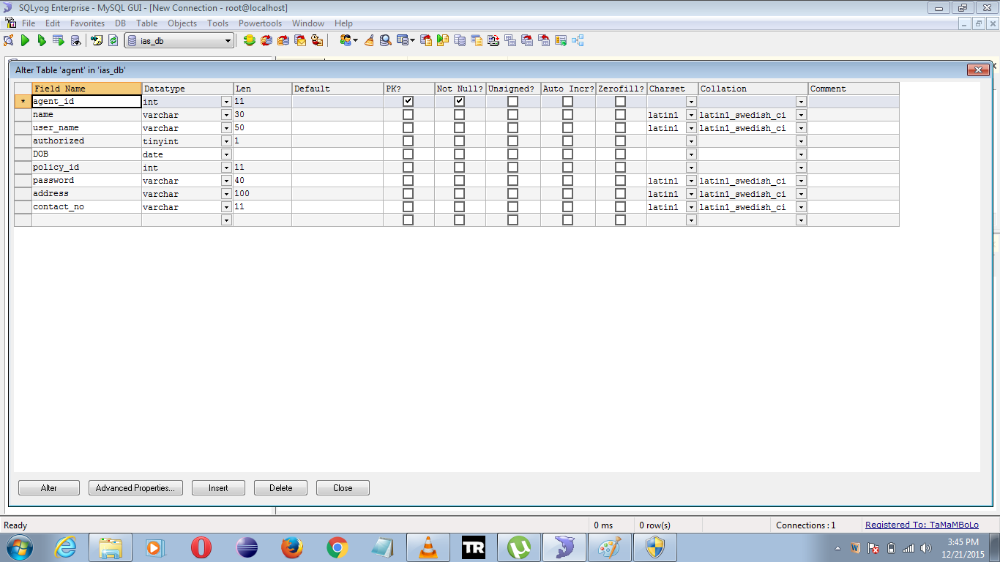 SQLyog Enterprise - MySQL GUI - [New Connection - root@localhost]
File Edit Favorites DB Table Objects Tools Powertools Window Help
ias_db
Alter Table 'agent' in 'ias_db'
Field Name Datatype Len Default PK? Not Null? Unsigned? Auto Incr? Zerofill? Charset Collation Comment
* agent_id int 11
name varchar 30 latin1 latin1_swedish_ci
user_name varchar 50 latin1 latin1_swedish_ci
authorized tinyint 1
DOB date
policy_id int 11
password varchar 40 latin1 latin1_swedish_ci
address varchar 100 latin1 latin1_swedish_ci
contact_no varchar 11 latin1 latin1_swedish_ci
Alter Advanced Properties... Insert Delete Close
Ready 0 ms 0 row(s) Connections : 1 Registered To: TaMaMBoLo
TR
3:45 PM
12/21/2015